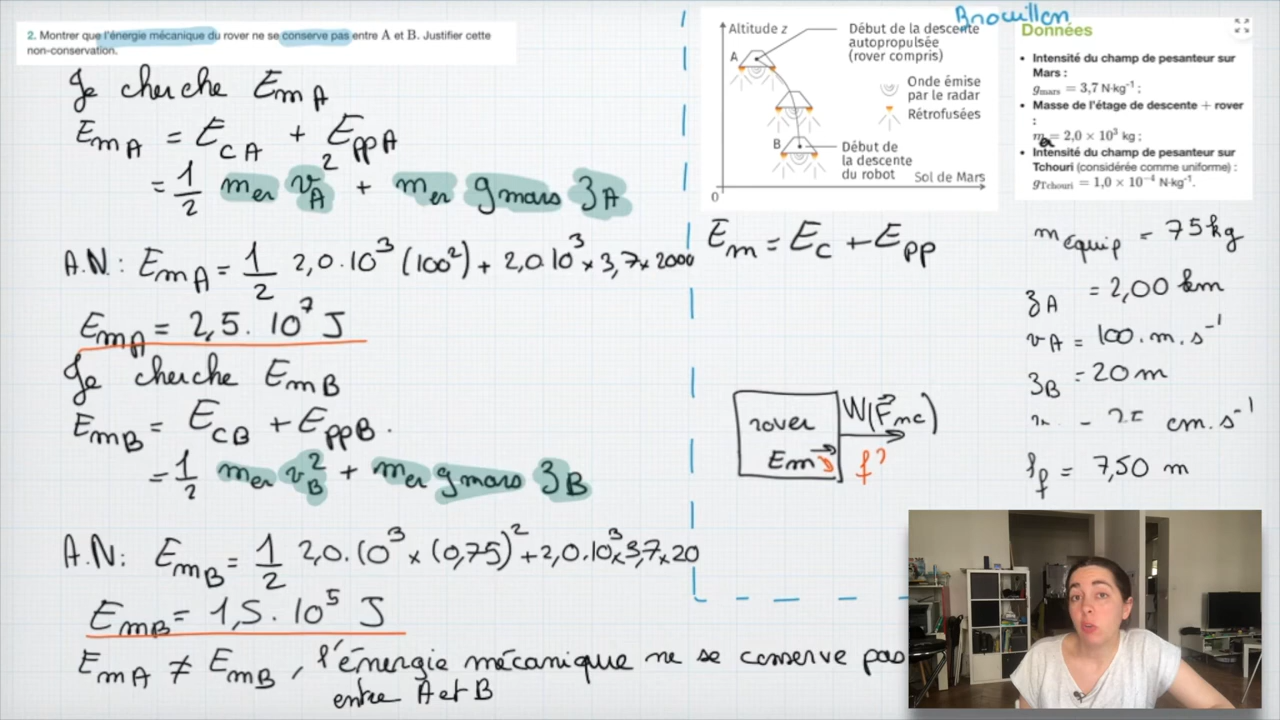 2. Montrer que l'énergie mécanique du rover ne se conserve pas entre A et B. Justifier cette
non-conservation.
Je cherche EmA
EmA = EcA + EppA
= 1/2 mer vA² + mer gmars zA
A.N : EmA = 1/2 2,0.10³ (100²) + 2,0.10³ × 3,7 × 2000
EmA = 2,5.10⁷ J
Je cherche EmB
EmB = EcB + EppB.
= 1/2 mer vB² + mer gmars zB
A.N : EmB = 1/2 2,0.10³ × (0,75)² + 2,0.10³ × 3,7 × 20
EmB = 1,5.10⁵ J
EmA ≠ EmB, l'énergie mécanique ne se conserve pas
entre A et B
Brouillon
Altitude z
A
Début de la descente
autopropulsée
(rover compris)
Onde émise
par le radar
Rétrofusées
B
Début de
la descente
du robot
Sol de Mars
0
Données
• Intensité du champ de pesanteur sur
Mars :
gmars = 3,7 N·kg⁻¹ ;
• Masse de l'étage de descente + rover
:
mer = 2,0 × 10³ kg ;
• Intensité du champ de pesanteur sur
Tchouri (considérée comme uniforme) :
gTchouri = 1,0 × 10⁻⁴ N·kg⁻¹.
Em = Ec + Epp
rover
Em
W(F⃗nc)
f?
mequip = 75 kg
zA = 2,00 km
vA = 100.m.s⁻¹
zB = 20 m
cm.s⁻¹
= 7,50 m